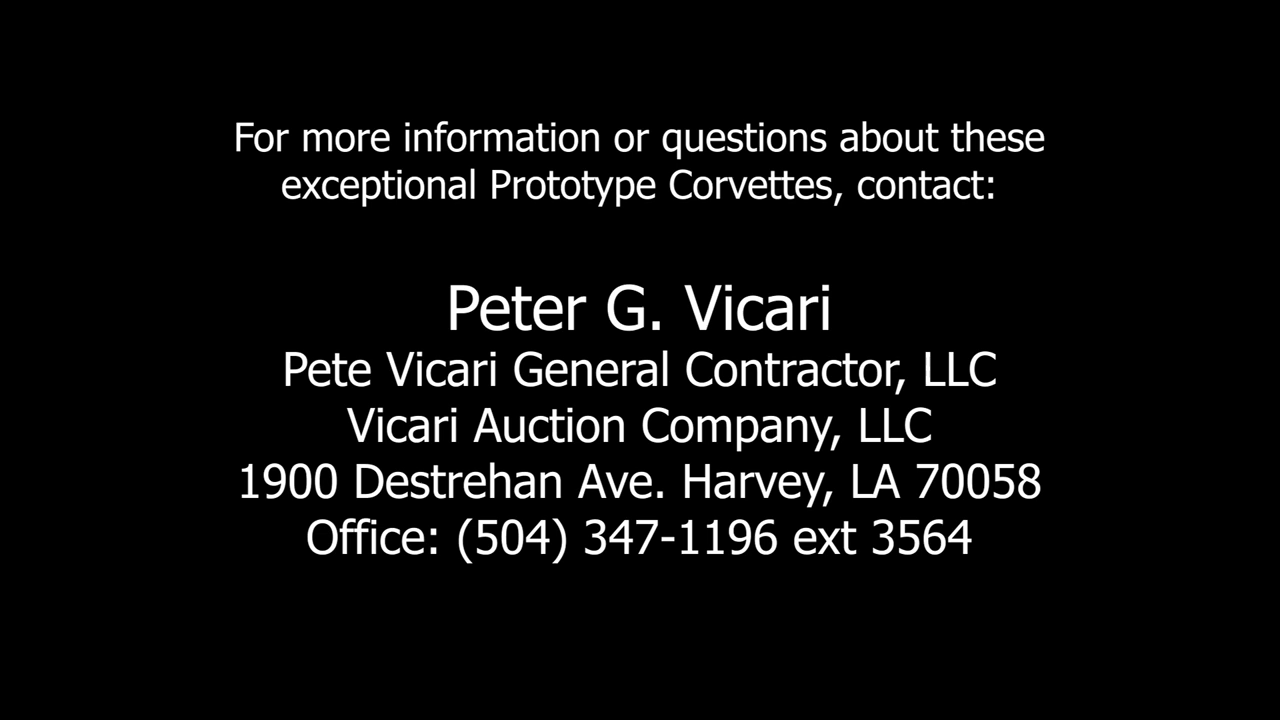 For more information or questions about these
exceptional Prototype Corvettes, contact:
Peter G. Vicari
Pete Vicari General Contractor, LLC
Vicari Auction Company, LLC
1900 Destrehan Ave. Harvey, LA 70058
Office: (504) 347-1196 ext 3564